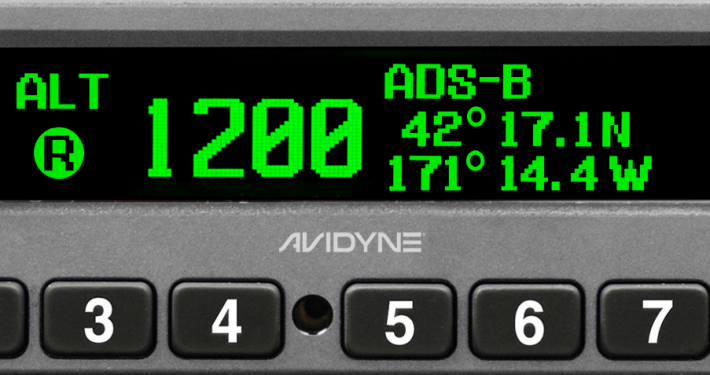 ALT
R
1200
ADS-B
42° 17.1N
171° 14.4 W
AVIDYNE
3 4 5 6 7